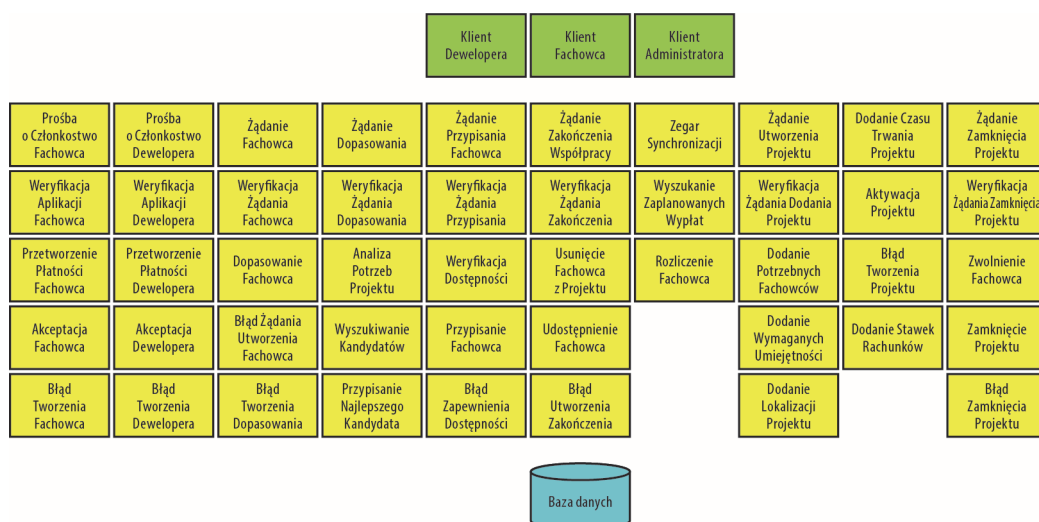 Klient
Dewelopera
Klient
Fachowca
Klient
Administratora
Prośba
o Członkostwo
Fachowca
Prośba
o Członkostwo
Dewelopera
Żądanie
Fachowca
Żądanie
Dopasowania
Żądanie
Przypisania
Fachowca
Żądanie
Zakończenia
Współpracy
Zegar
Synchronizacji
Żądanie
Utworzenia
Projektu
Dodanie Czasu
Trwania
Projektu
Żądanie
Zamknięcia
Projektu
Weryfikacja
Aplikacji
Fachowca
Weryfikacja
Aplikacji
Dewelopera
Weryfikacja
Żądania
Fachowca
Weryfikacja
Żądania
Dopasowania
Weryfikacja
Żądania
Przypisania
Weryfikacja
Żądania
Zakończenia
Wyszukanie
Zaplanowanych
Wypłat
Weryfikacja
Żądania Dodania
Projektu
Aktywacja
Projektu
Weryfikacja
Żądania Zamknięcia
Projektu
Przetworzenie
Płatności
Fachowca
Przetworzenie
Płatności
Dewelopera
Dopasowanie
Fachowca
Analiza
Potrzeb
Projektu
Weryfikacja
Dostępności
Usunięcie
Fachowca
z Projektu
Rozliczenie
Fachowca
Dodanie
Potrzebnych
Fachowców
Błąd
Tworzenia
Projektu
Zwolnienie
Fachowca
Akceptacja
Fachowca
Akceptacja
Dewelopera
Błąd Żądania
Utworzenia
Fachowca
Wyszukiwanie
Kandydatów
Przypisanie
Fachowca
Udostępnienie
Fachowca
Dodanie
Wymaganych
Umiejętności
Dodanie Stawek
Rachunków
Zamknięcie
Projektu
Błąd
Tworzenia
Fachowca
Błąd
Tworzenia
Dewelopera
Błąd
Tworzenia
Dopasowania
Przypisanie
Najlepszego
Kandydata
Błąd
Zapewnienia
Dostępności
Błąd
Utworzenia
Zakończenia
Dodanie
Lokalizacji
Projektu
Błąd
Zamknięcia
Projektu
Baza danych